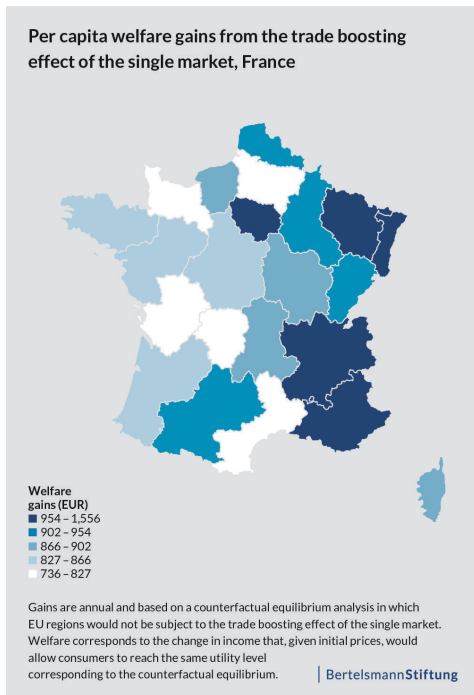 Per capita welfare gains from the trade boosting
effect of the single market, France
Welfare
gains (EUR)
954 – 1,556
902 – 954
866 – 902
827 – 866
736 – 827
Gains are annual and based on a counterfactual equilibrium analysis in which
EU regions would not be subject to the trade boosting effect of the single market.
Welfare corresponds to the change in income that, given initial prices, would
allow consumers to reach the same utility level
corresponding to the counterfactual equilibrium.
BertelsmannStiftung